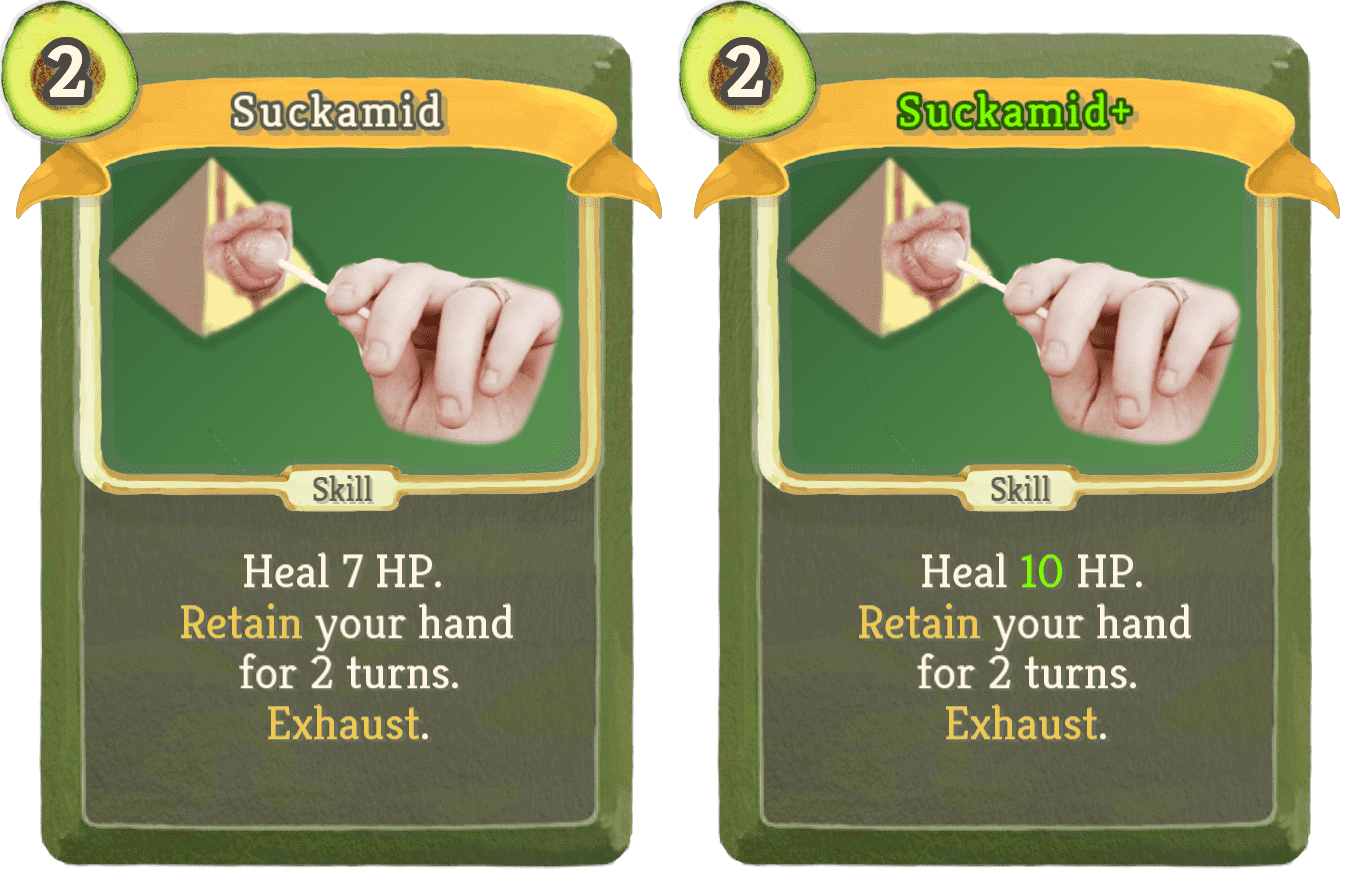 2
Suckamid
Skill
Heal 7 HP.
Retain your hand
for 2 turns.
Exhaust.
2
Suckamid+
Skill
Heal 10 HP.
Retain your hand
for 2 turns.
Exhaust.